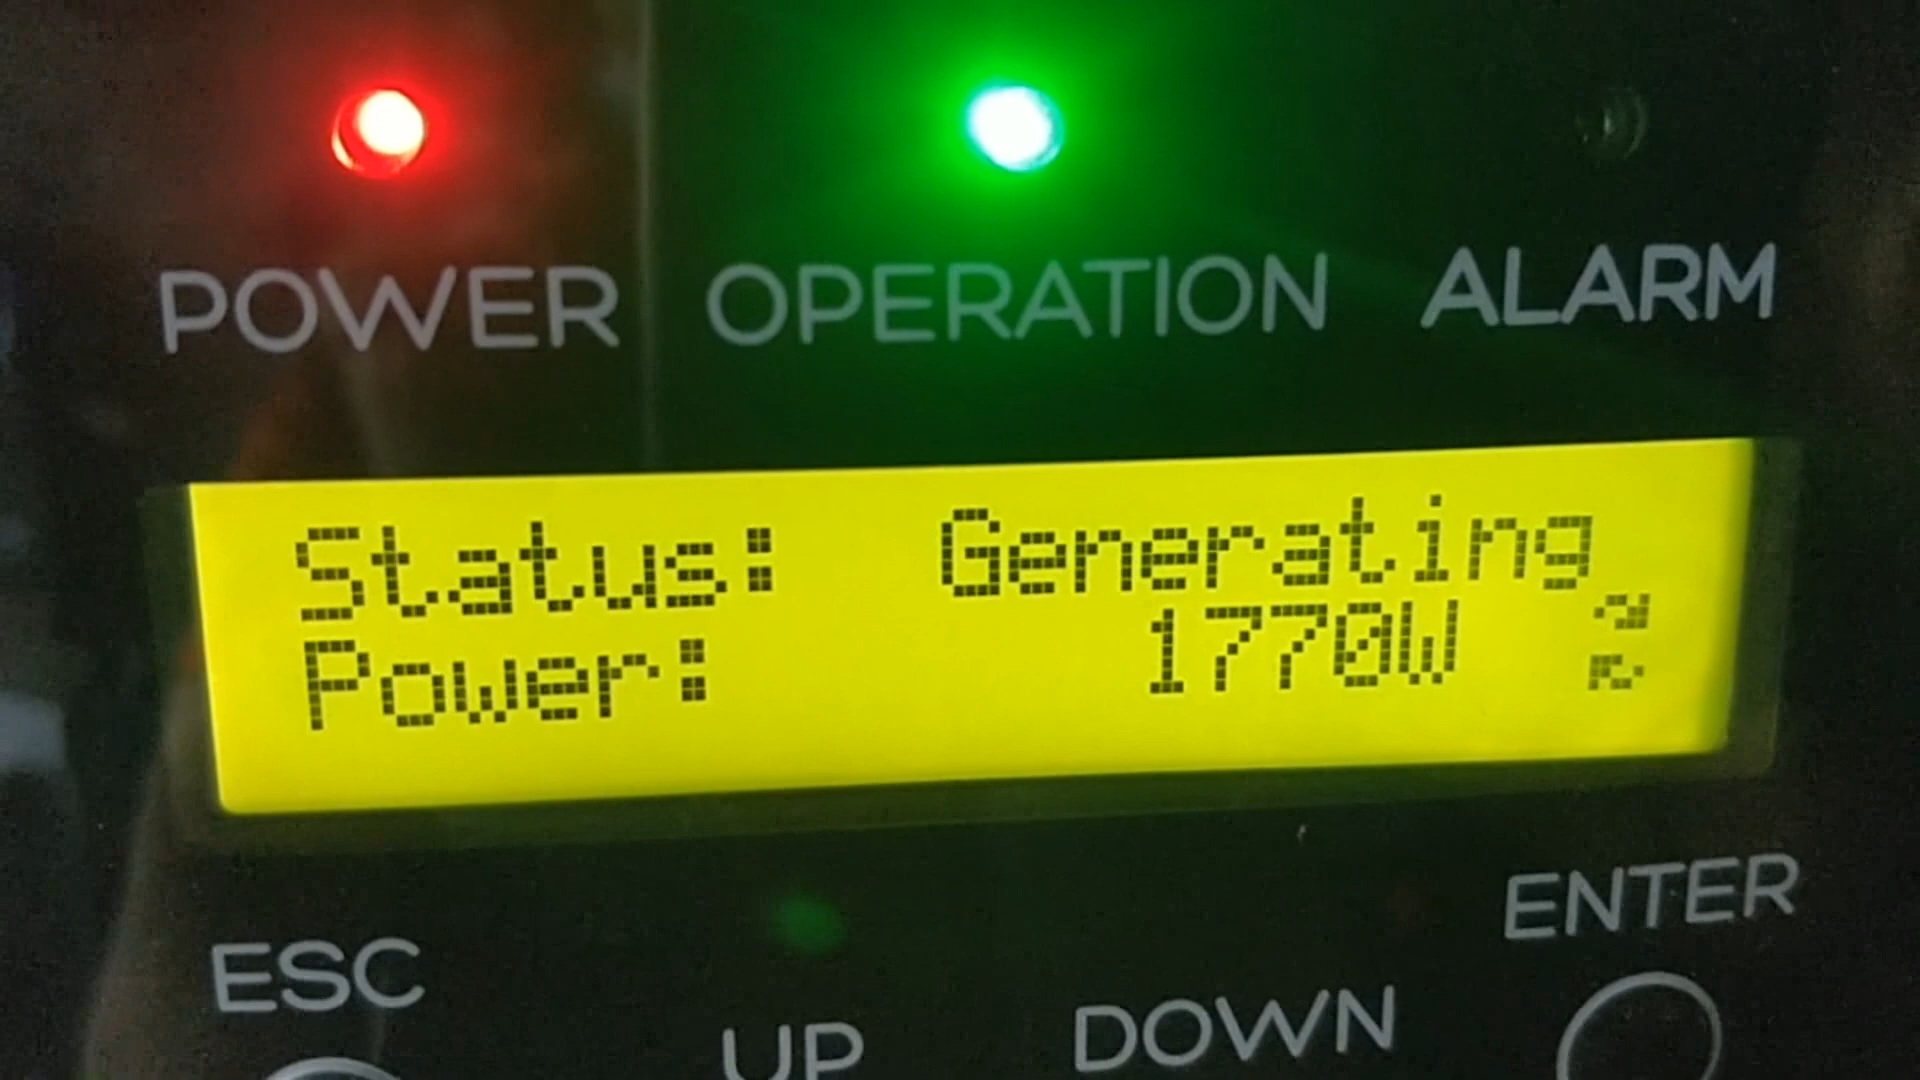 POWER OPERATION ALARM
Status: Generating
Power: 1770W
ESC UP DOWN ENTER